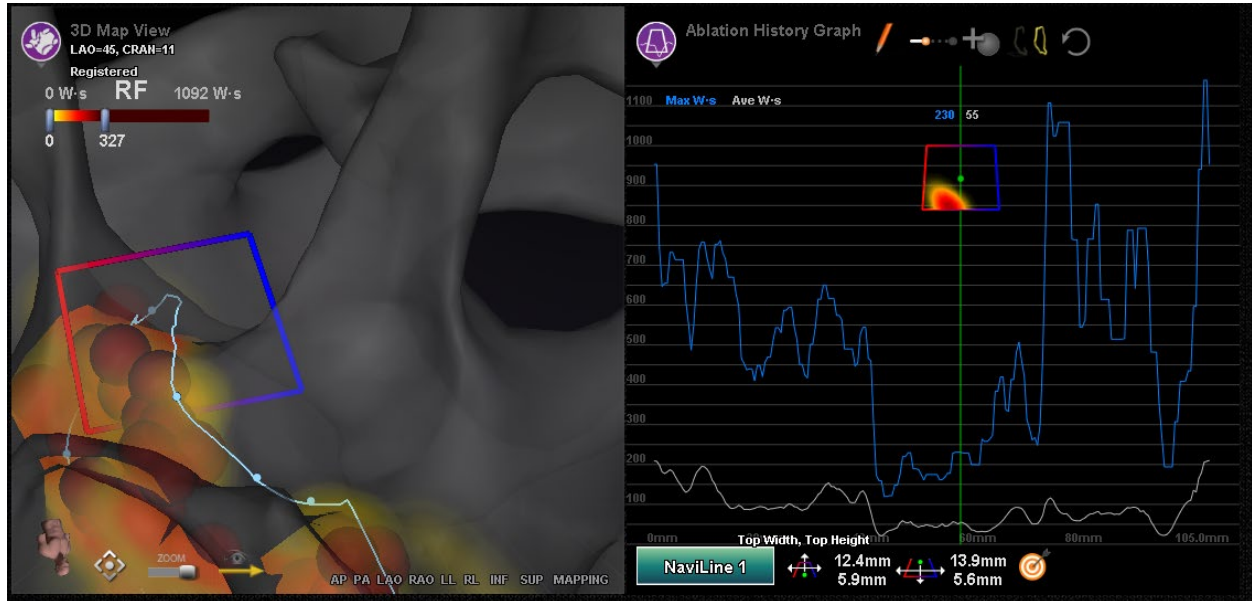 3D Map View
LAO=45, CRAN=11
Registered
0 W·s RF 1092 W·s
0 327
ZOOM
AP PA LAO RAO LL RL INF SUP MAPPING
Ablation History Graph
1100 Max W·s Ave W·s
230 55
1000
900
800
700
600
500
400
300
200
100
0mm 60mm 80mm 105.0mm
Top Width, Top Height
NaviLine 1 12.4mm 13.9mm
5.9mm 5.6mm